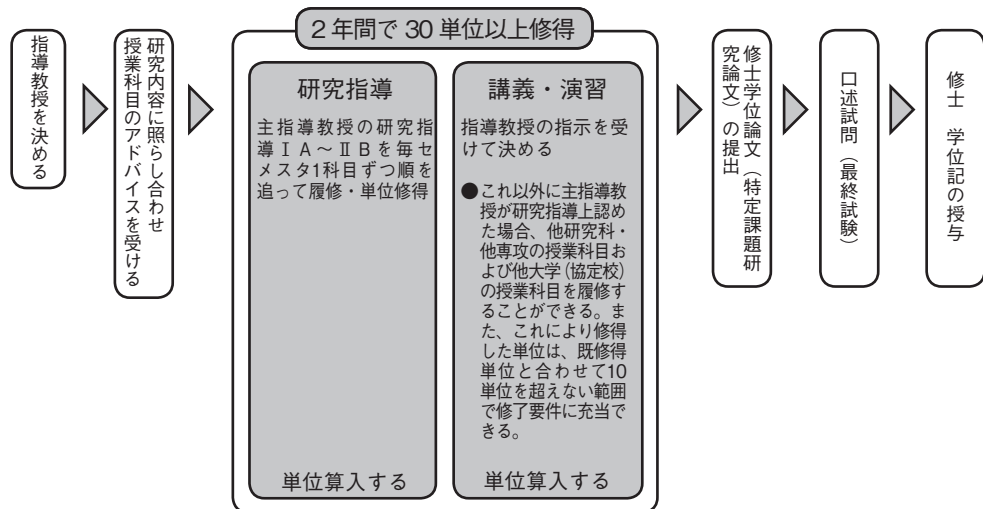 指導教授を決める
研究内容に照らし合わせ
授業科目のアドバイスを受ける
2年間で30単位以上修得
研究指導
主指導教授の研究指
導ⅠA~ⅡBを毎セ
メスタ1科目ずつ順を
追って履修・単位修得
単位算入する
講義・演習
指導教授の指示を受
けて決める
●これ以外に主指導教
授が研究指導上認め
た場合、他研究科・
他専攻の授業科目お
よび他大学(協定校)
の授業科目を履修す
ることができる。ま
た、これにより修得
した単位は、既修得
単位と合わせて10
単位を超えない範囲
で修了要件に充当で
きる。
単位算入する
修士学位論文(特定課題研
究論文)の提出
口述試問(最終試験)
修士 学位記の授与